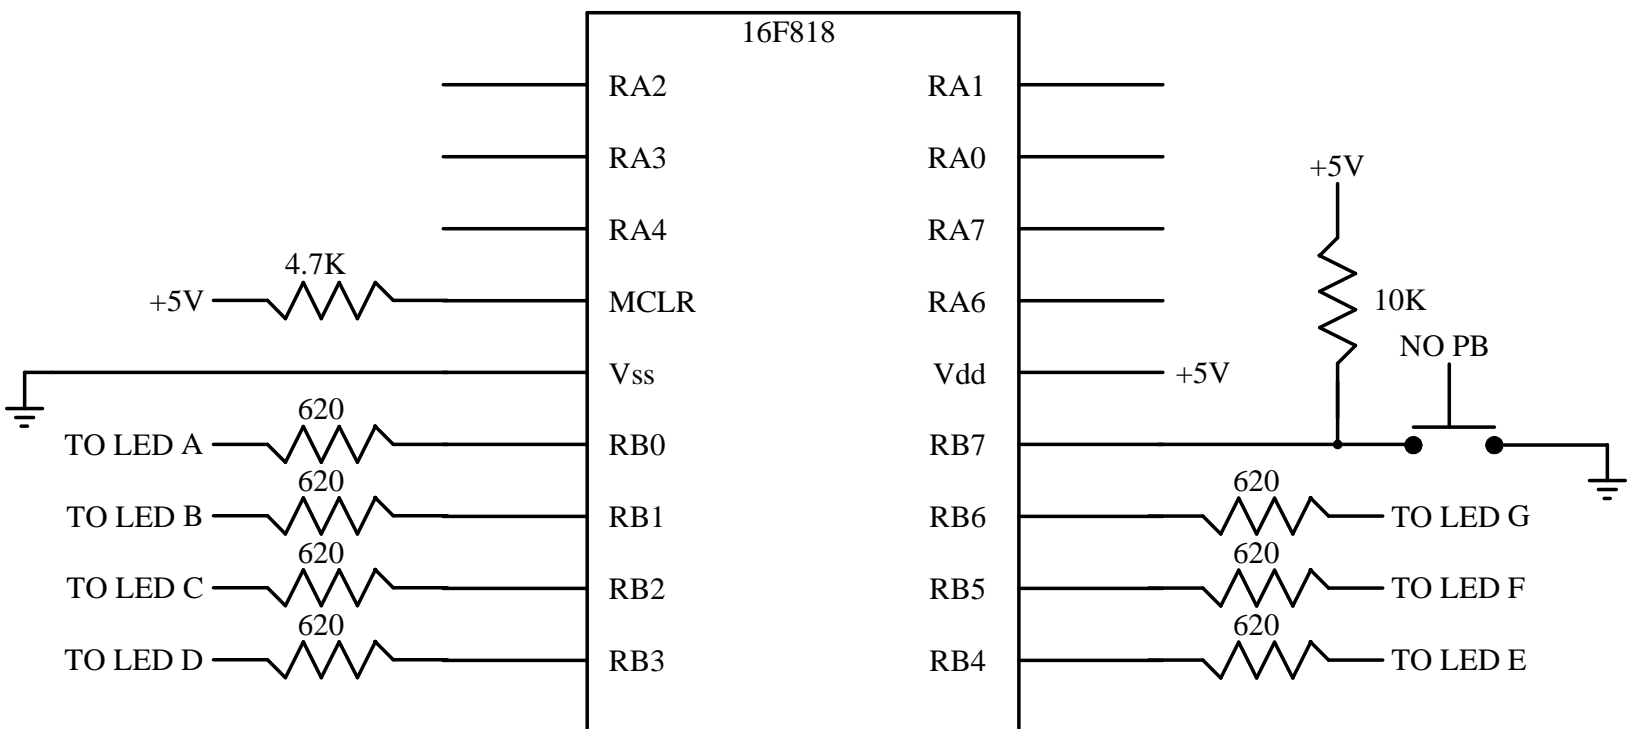 16F818
RA2
RA1
RA3
RA0
+5V
RA4
RA7
4.7K
+5V
MCLR
RA6
10K
NO PB
Vss
Vdd
+5V
620
TO LED A
RB0
RB7
620
TO LED B
RB1
RB6
620
TO LED G
620
TO LED C
RB2
RB5
620
TO LED F
620
TO LED D
RB3
RB4
620
TO LED E